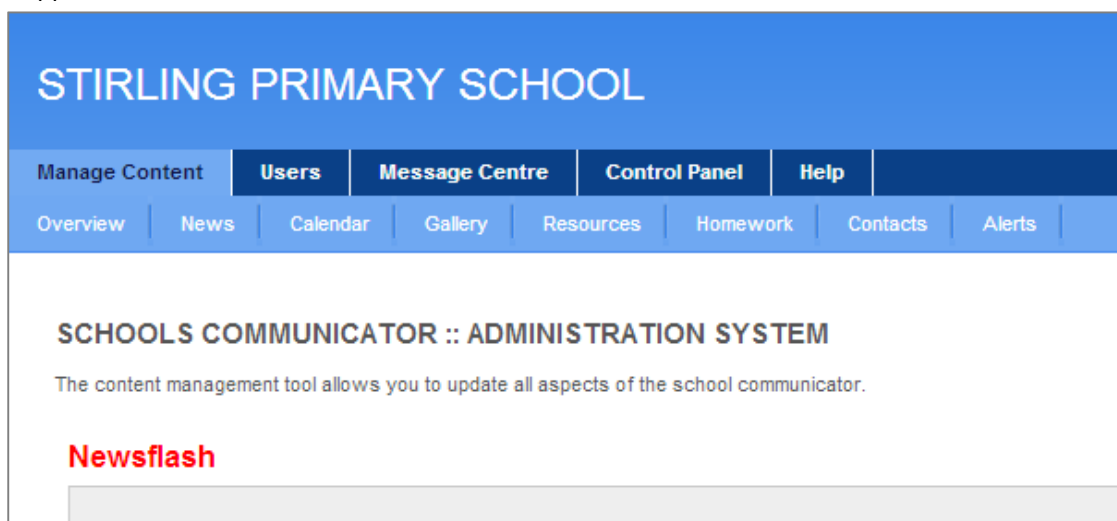 STIRLING PRIMARY SCHOOL
Manage Content Users Message Centre Control Panel Help
Overview News Calendar Gallery Resources Homework Contacts Alerts
SCHOOLS COMMUNICATOR :: ADMINISTRATION SYSTEM
The content management tool allows you to update all aspects of the school communicator.
Newsflash